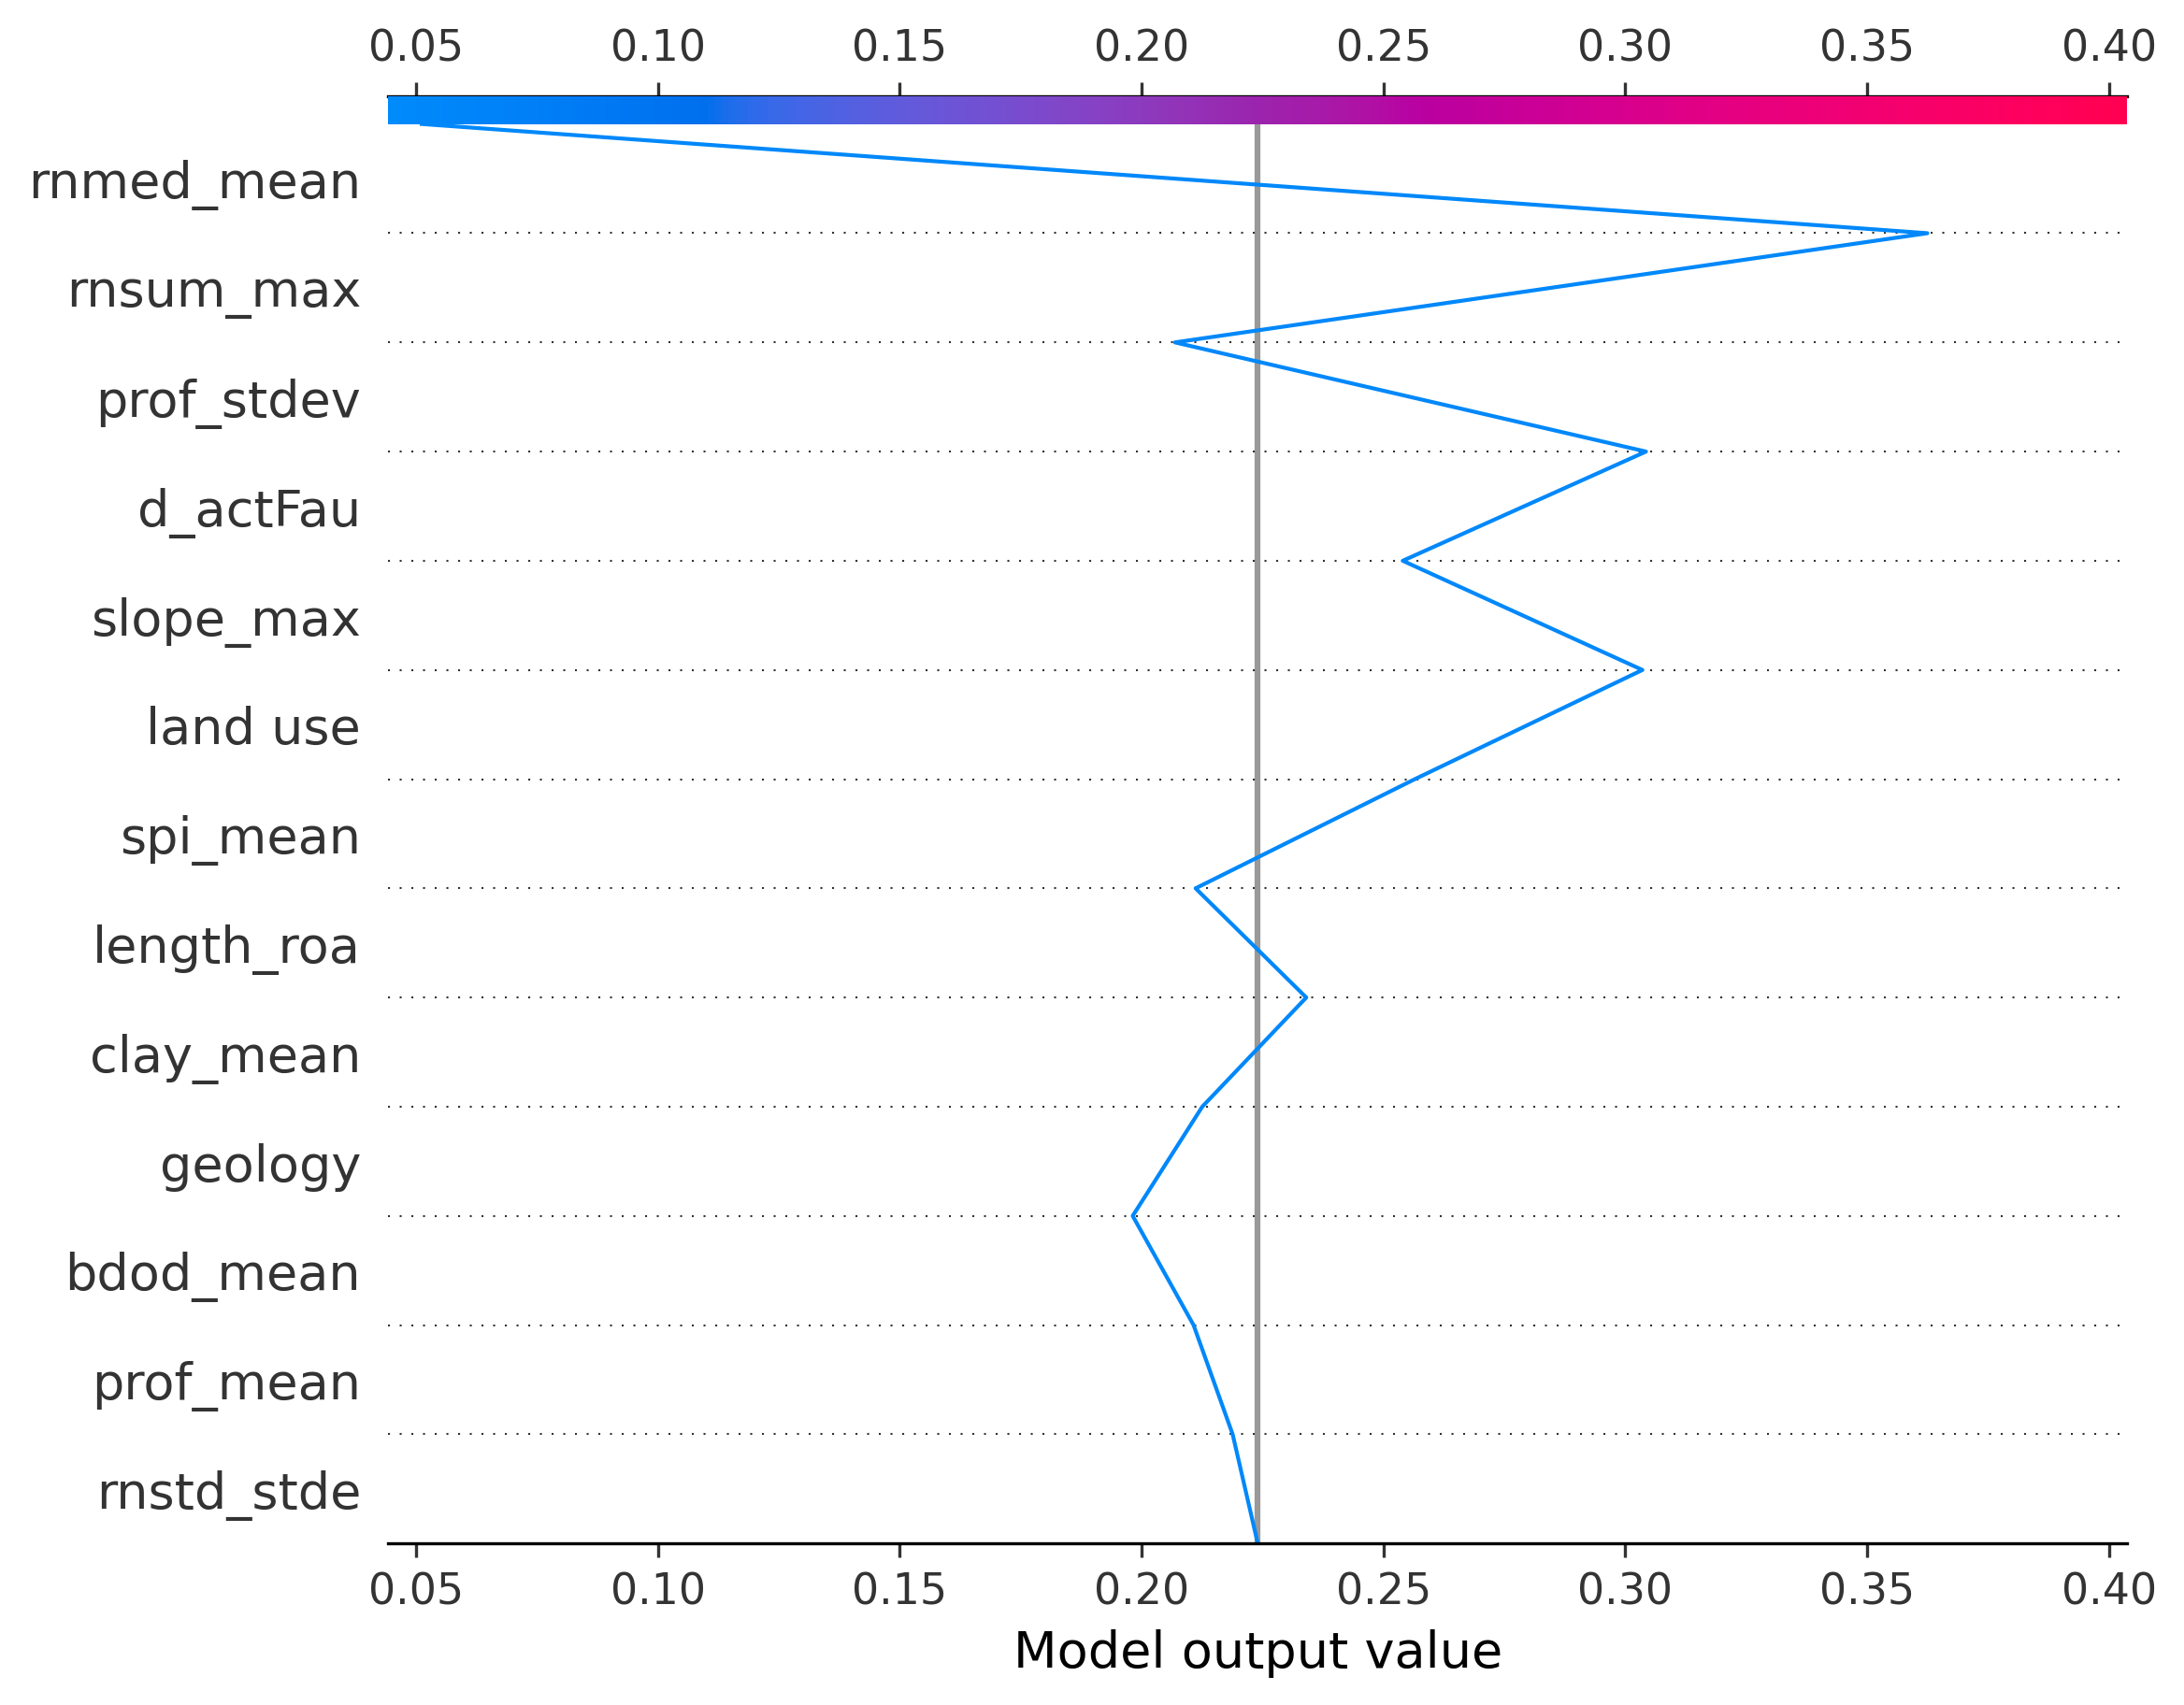 0.05 0.10 0.15 0.20 0.25 0.30 0.35 0.40
rnmed_mean
rnsum_max
prof_stdev
d_actFau
slope_max
land use
spi_mean
length_roa
clay_mean
geology
bdod_mean
prof_mean
rnstd_stde
0.05 0.10 0.15 0.20 0.25 0.30 0.35 0.40
Model output value